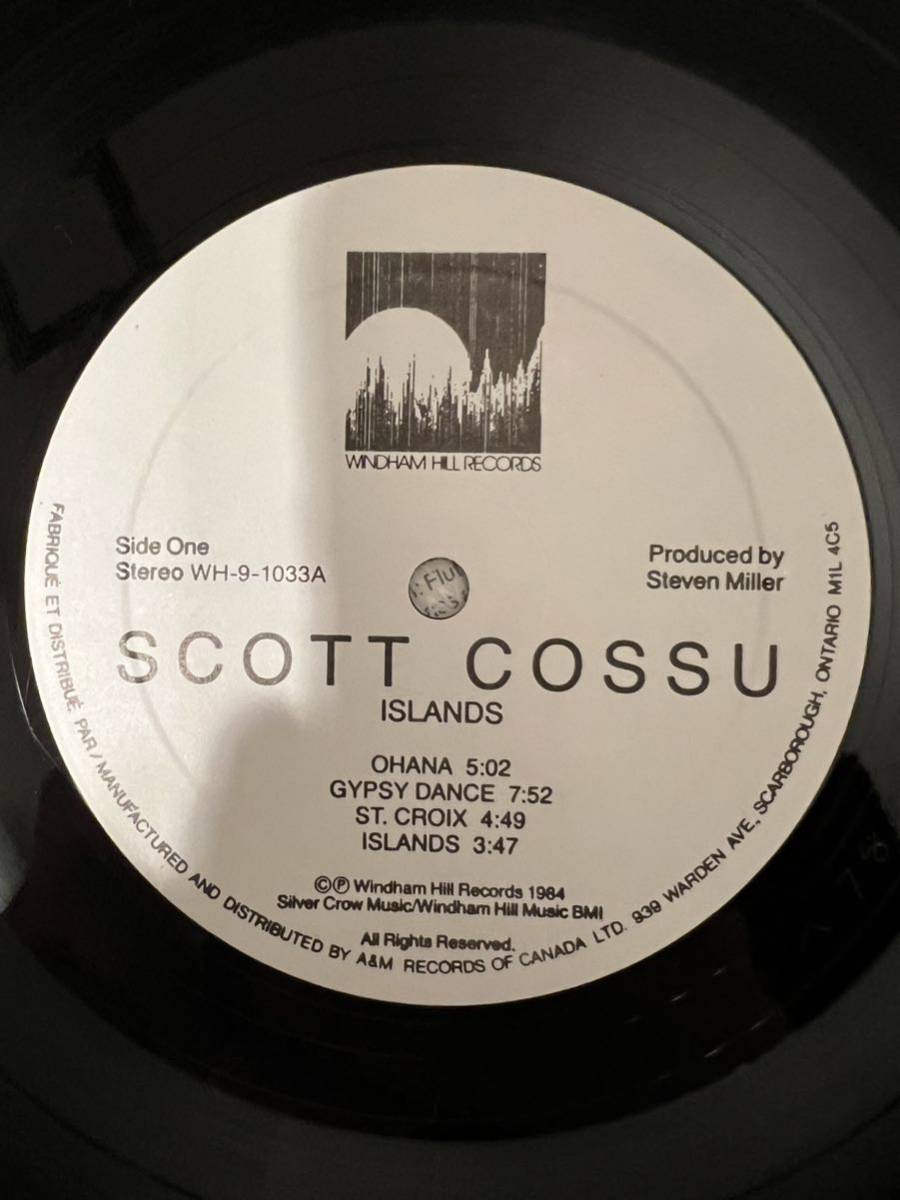 WINDHAM HILL RECORDS
Side One
Stereo WH-9-1033A
Produced by
Steven Miller
: Flu
SCOTT COSSU
ISLANDS
OHANA 5:02
GYPSY DANCE 7:52
ST. CROIX 4:49
ISLANDS 3:47
©℗ Windham Hill Records 1984
Silver Crow Music/Windham Hill Music BMI
All Rights Reserved.
FABRIQUÉ ET DISTRIBUÉ PAR / MANUFACTURED AND DISTRIBUTED BY A&M RECORDS OF CANADA LTD. 939 WARDEN AVE., SCARBOROUGH, ONTARIO M1L 4C5